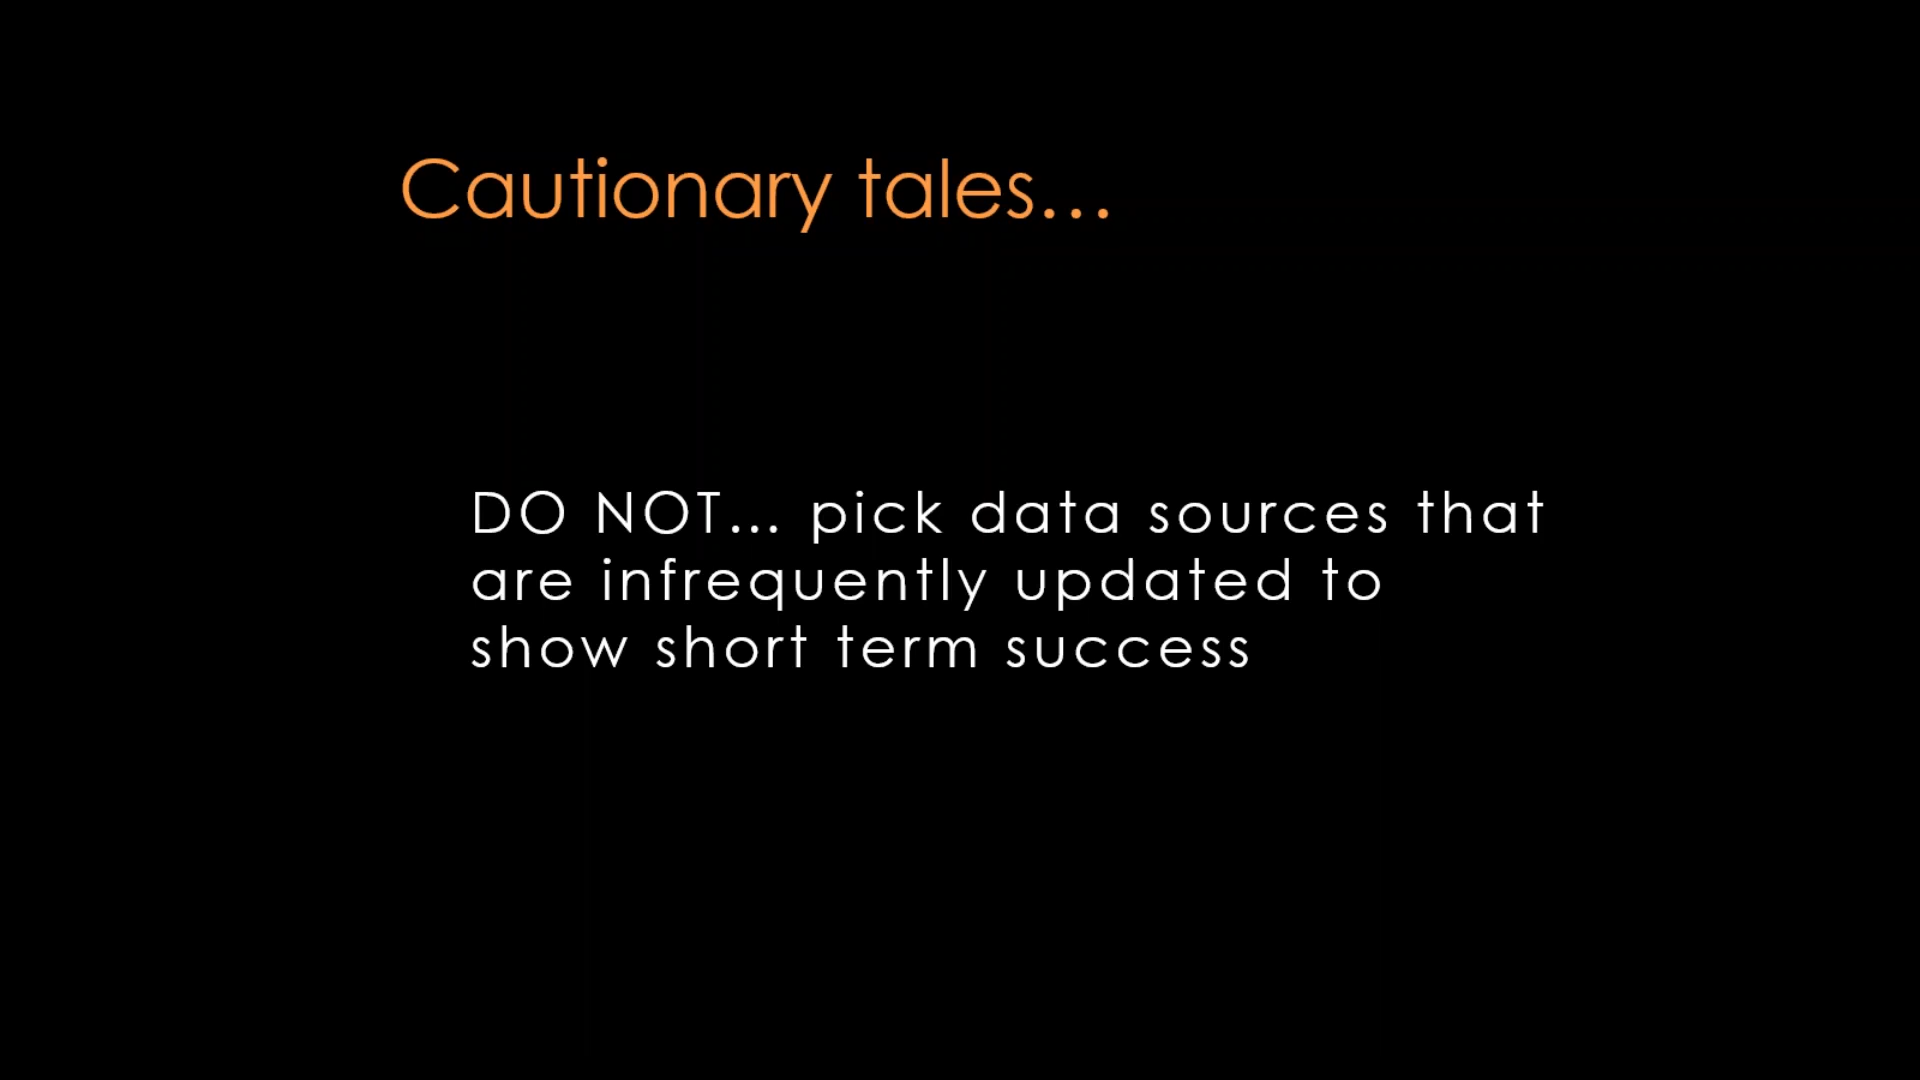 Cautionary tales...
DO NOT... pick data sources that
are infrequently updated to
show short term success